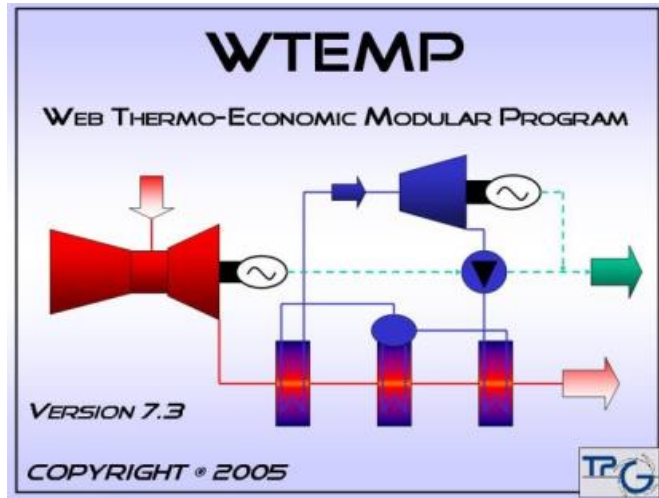 WTEMP
WEB THERMO-ECONOMIC MODULAR PROGRAM
VERSION 7.3
COPYRIGHT © 2005
TPG